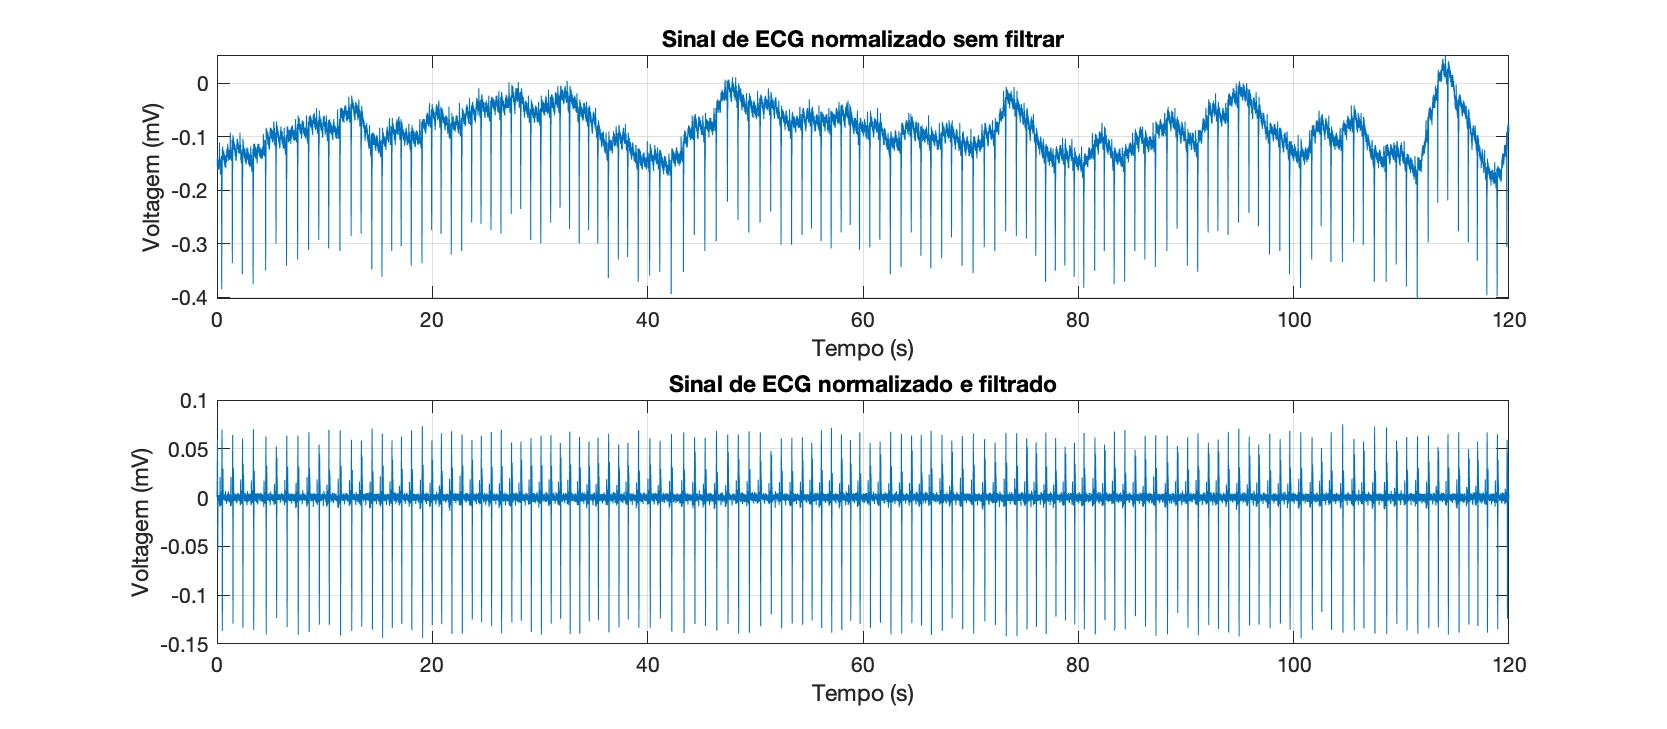 Sinal de ECG normalizado sem filtrar
Voltagem (mV)
0
-0.1
-0.2
-0.3
-0.4
0 20 40 60 80 100 120
Tempo (s)
Sinal de ECG normalizado e filtrado
Voltagem (mV)
0.1
0.05
0
-0.05
-0.1
-0.15
0 20 40 60 80 100 120
Tempo (s)